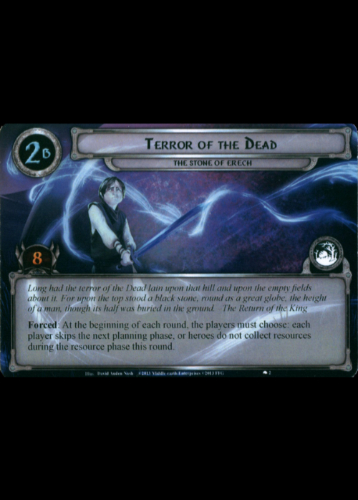 2B
TERROR OF THE DEAD
THE STONE OF ERECH
8
Long had the terror of the Dead lain upon that hill and upon the empty fields
about it. For upon the top stood a black stone, round as a great globe, the height
of a man, though its half was buried in the ground. The Return of the King
Forced: At the beginning of each round, the players must choose: each
player skips the next planning phase, or heroes do not collect resources
during the resource phase this round.